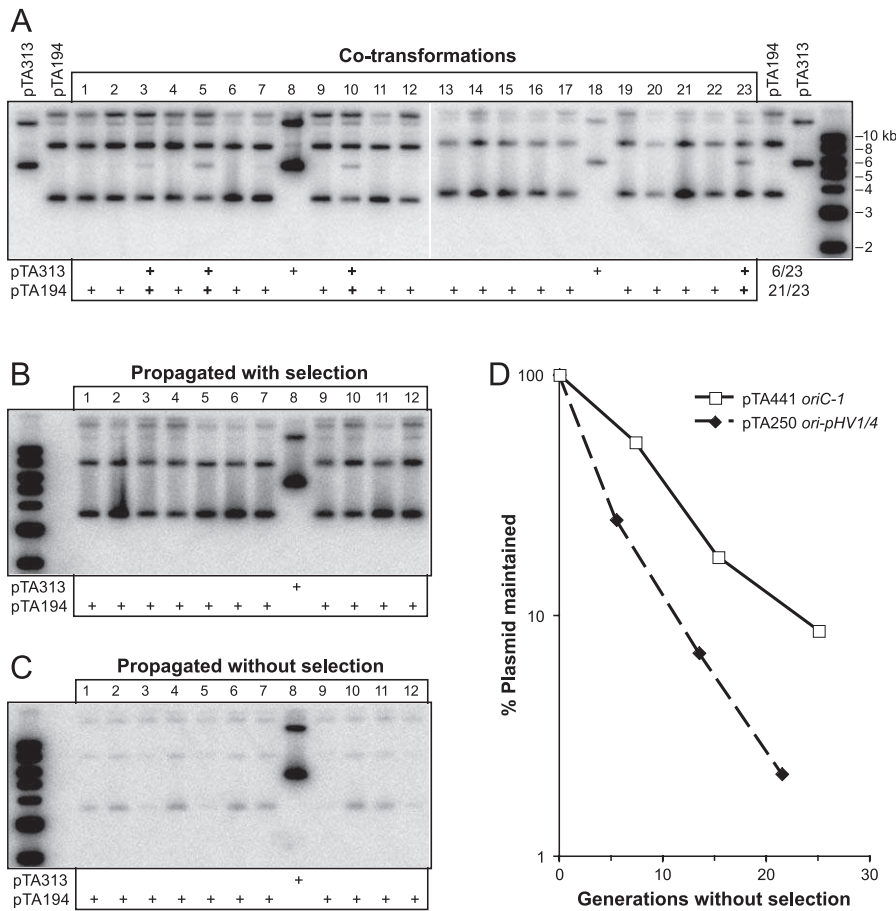 A
Co-transformations
pTA313 pTA194 1 2 3 4 5 6 7 8 9 10 11 12 13 14 15 16 17 18 19 20 21 22 23 pTA194 pTA313
10 kb
8
6
5
4
3
2
pTA313 + + + + + + 6/23
pTA194 + + + + + + + + + + + + + + + + + + + + + 21/23
B
Propagated with selection
1 2 3 4 5 6 7 8 9 10 11 12
pTA313 +
pTA194 + + + + + + + + + + +
C
Propagated without selection
1 2 3 4 5 6 7 8 9 10 11 12
pTA313 +
pTA194 + + + + + + + + + + +
D
100
10
1
% Plasmid maintained
pTA441 oriC-1
pTA250 ori-pHV1/4
0 10 20 30
Generations without selection